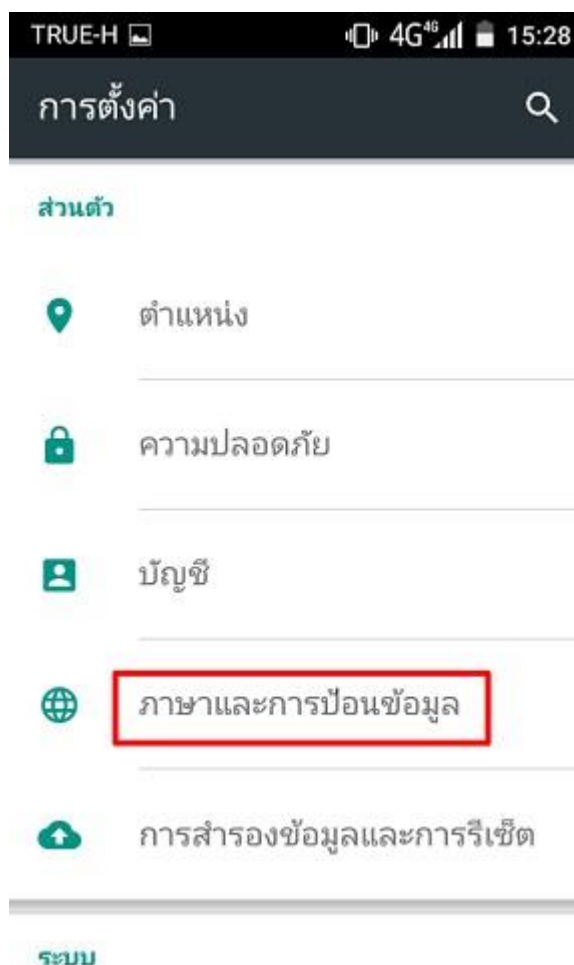 TRUE-H 4G 4G 15:28
การตั้งค่า
ส่วนตัว
ตำแหน่ง
ความปลอดภัย
บัญชี
ภาษาและการป้อนข้อมูล
การสำรองข้อมูลและการรีเซ็ต
ระบบ